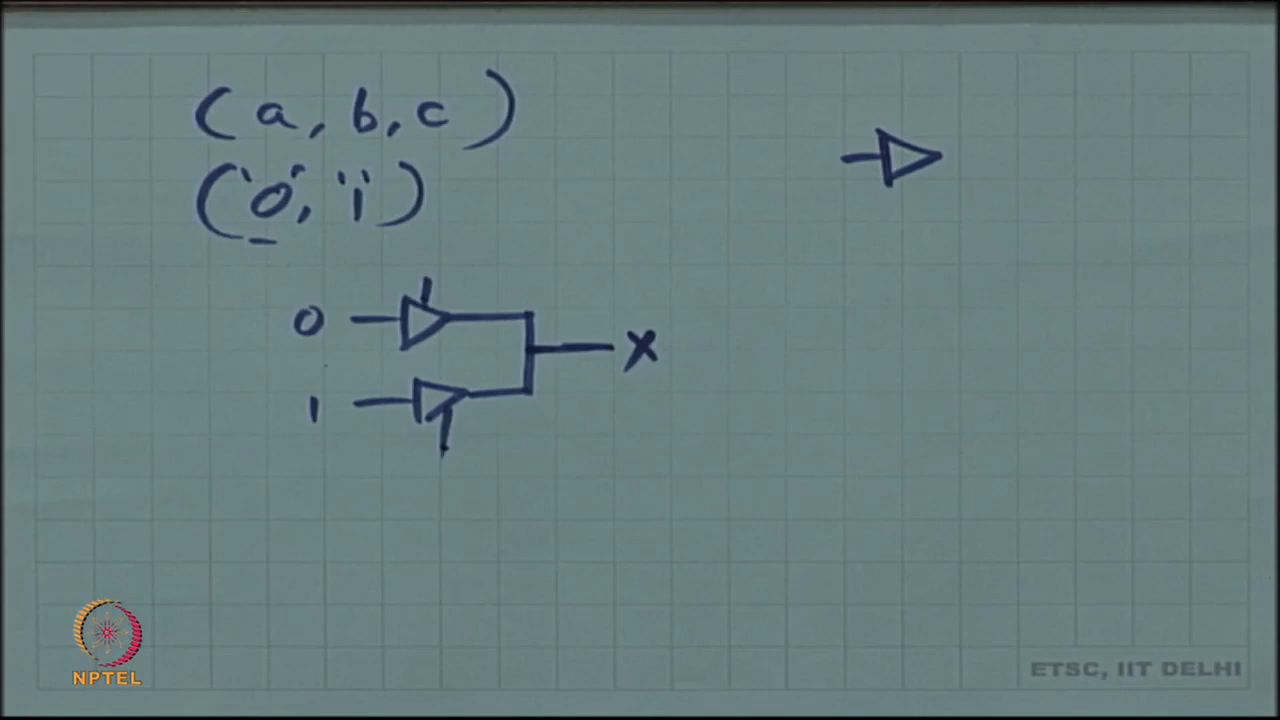 (a, b, c)
('0', '1')
0
X
1
NPTEL
ETSC, IIT DELHI